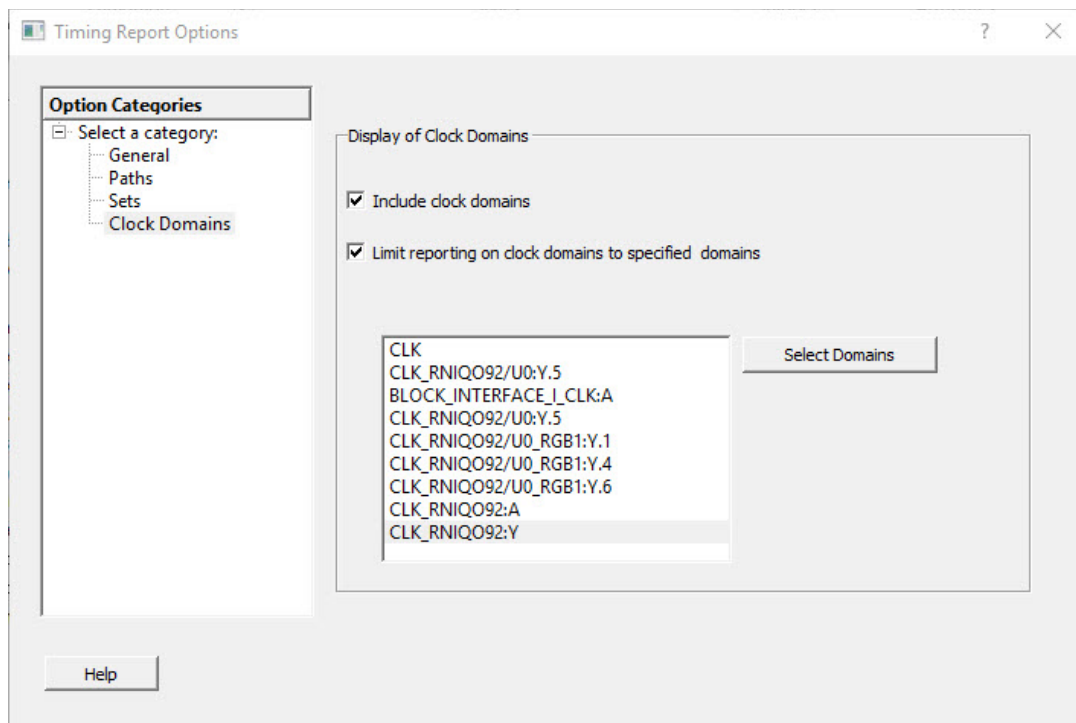 Timing Report Options
?
Option Categories
Select a category:
General
Paths
Sets
Clock Domains
Display of Clock Domains
Include clock domains
Limit reporting on clock domains to specified  domains
CLK
CLK_RNIQO92/U0:Y.5
BLOCK_INTERFACE_I_CLK:A
CLK_RNIQO92/U0:Y.5
CLK_RNIQO92/U0_RGB1:Y.1
CLK_RNIQO92/U0_RGB1:Y.4
CLK_RNIQO92/U0_RGB1:Y.6
CLK_RNIQO92:A
CLK_RNIQO92:Y
Select Domains
Help